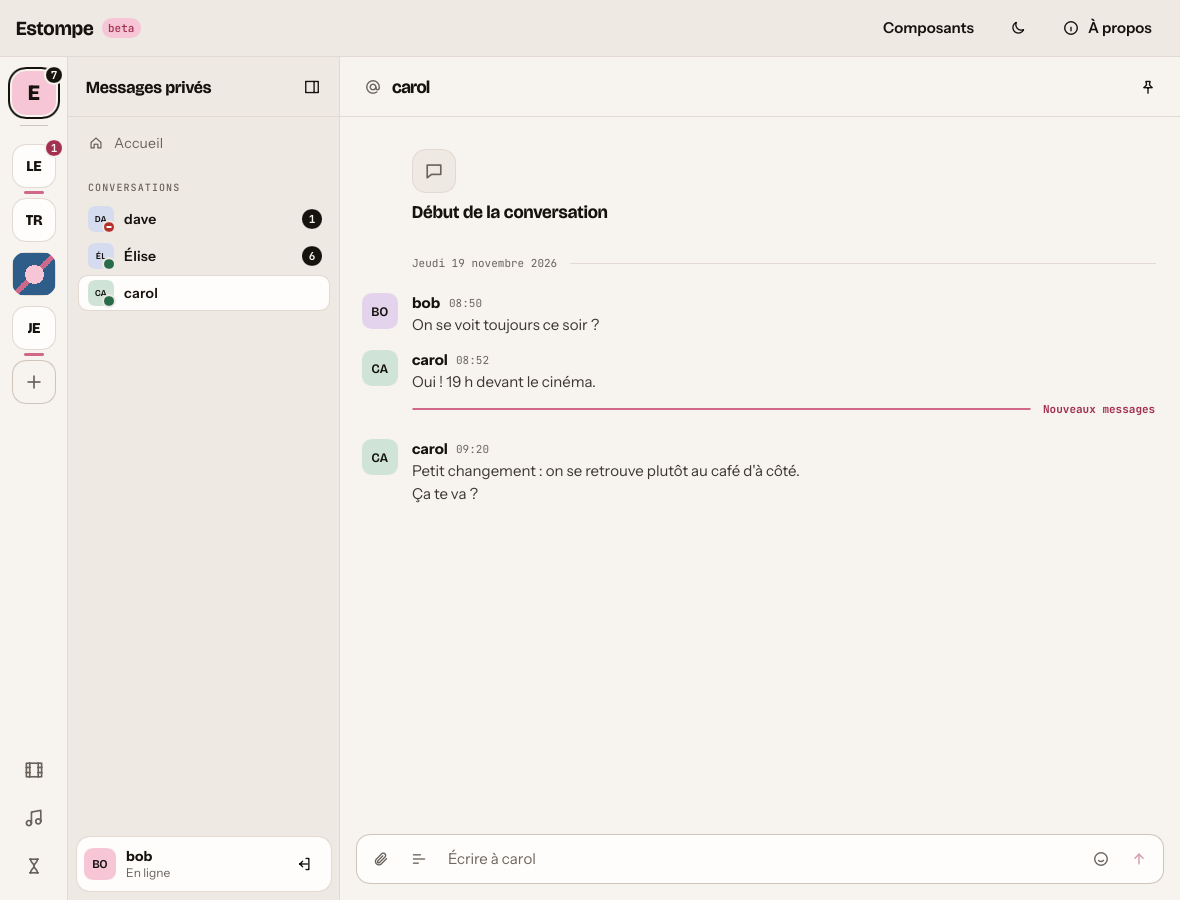 Estompe beta
Composants
À propos
E
7
LE
1
TR
JE
Messages privés
Accueil
CONVERSATIONS
DA
dave
1
ÉL
Élise
6
CA
carol
BO
bob
En ligne
carol
Début de la conversation
Jeudi 19 novembre 2026
BO
bob 08:50
On se voit toujours ce soir ?
CA
carol 08:52
Oui ! 19 h devant le cinéma.
Nouveaux messages
CA
carol 09:20
Petit changement : on se retrouve plutôt au café d'à côté.
Ça te va ?
Écrire à carol